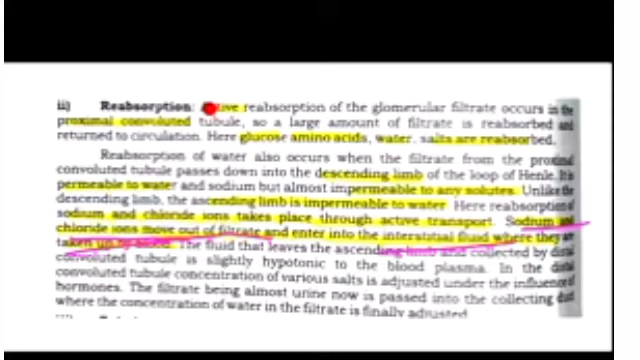 ii) Reabsorption: Active reabsorption of the glomerular filtrate occurs in the
proximal convoluted tubule, so a large amount of filtrate is reabsorbed and
returned to circulation. Here glucose amino acids, water, salts are reabsorbed.
Reabsorption of water also occurs when the filtrate from the proximal
convoluted tubule passes down into the descending limb of the loop of Henle. It is
permeable to water and sodium but almost impermeable to any solutes. Unlike the
descending limb, the ascending limb is impermeable to water. Here reabsorption of
sodium and chloride ions takes place through active transport. Sodium and
chloride ions move out of filtrate and enter into the interstitial fluid where they are
taken up by blood. The fluid that leaves the ascending limb and collected by distal
convoluted tubule is slightly hypotonic to the blood plasma. In the distal
convoluted tubule concentration of various salts is adjusted under the influence of
hormones. The filtrate being almost urine now is passed into the collecting duct
where the concentration of water in the filtrate is finally adjusted.